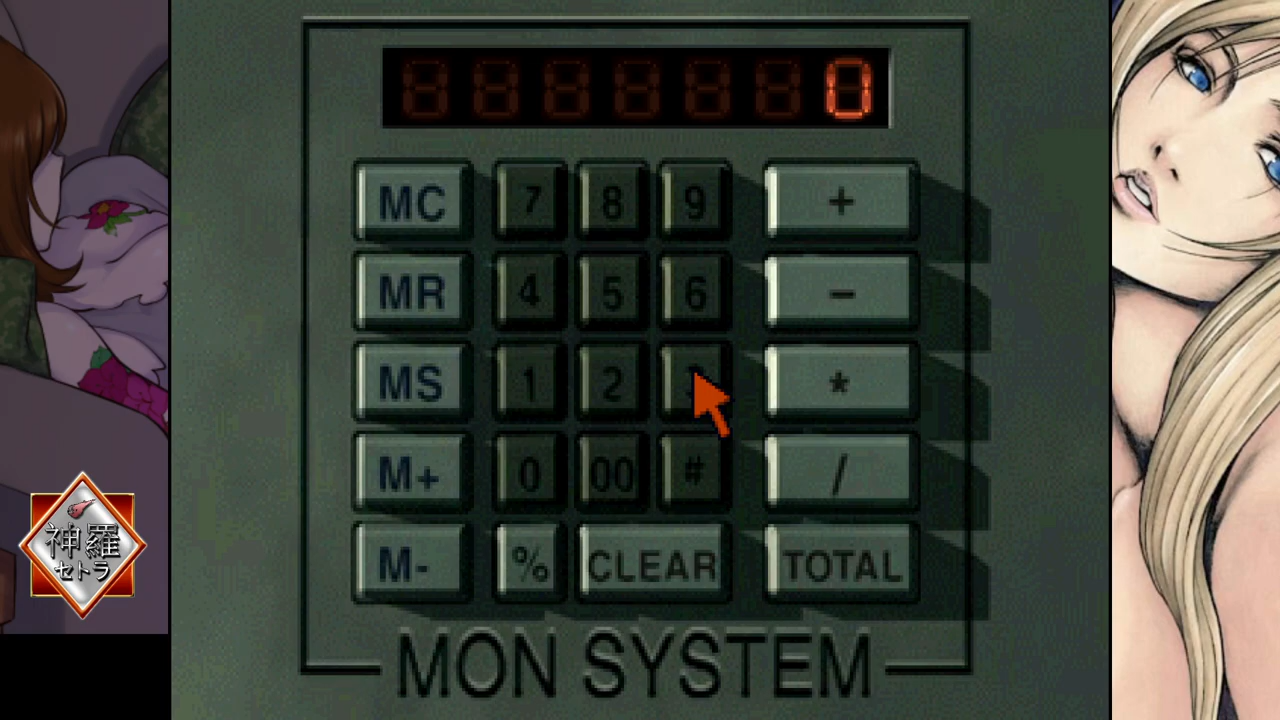 0
MC 7 8 9 +
MR 4 5 6 -
MS 1 2 *
M+ 0 00 # /
M- % CLEAR TOTAL
MON SYSTEM
神羅
セトラ